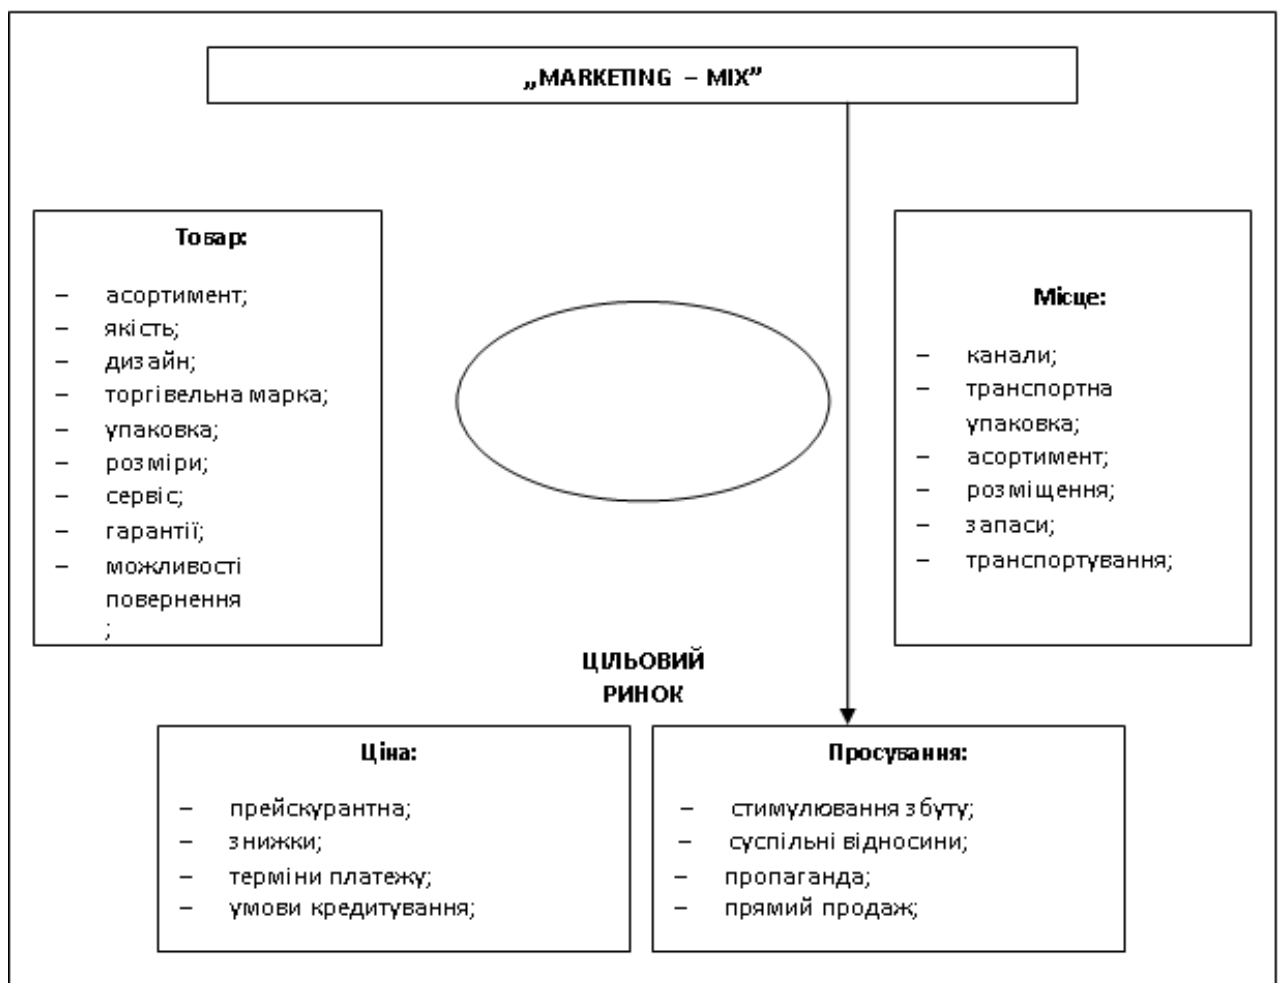 „MARKETING – MIX”
Товар:
– асортимент;
– якість;
– дизайн;
– торгівельна марка;
– упаковка;
– розміри;
– сервіс;
– гарантії;
– можливості
повернення
;
Місце:
– канали;
– транспортна
упаковка;
– асортимент;
– розміщення;
– запаси;
– транспортування;
ЦІЛЬОВИЙ
РИНОК
Ціна:
– прейскурантна;
– знижки;
– терміни платежу;
– умови кредитування;
Просування:
– стимулювання збуту;
– суспільні відносини;
– пропаганда;
– прямий продаж;